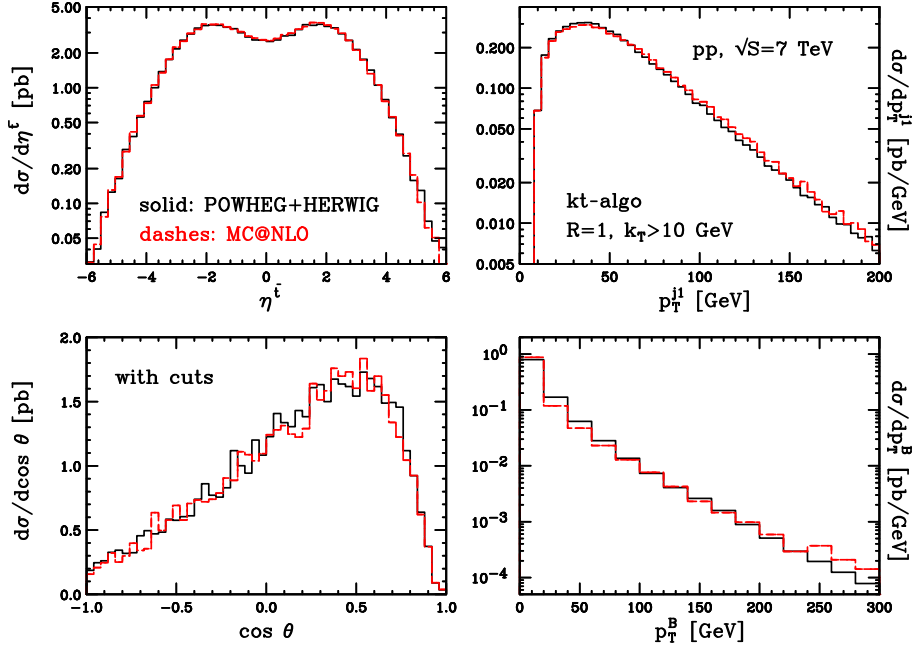 5.00
3.00
1.00
0.50
0.20
0.10
0.05
dσ/dη^t̄ [pb]
solid: POWHEG+HERWIG
dashes: MC@NLO
−6 −4 −2 0 2 4 6
η^t̄
0.200
0.100
0.050
0.020
0.010
0.005
pp, √S=7 TeV
kt-algo
R=1, k_T>10 GeV
dσ/dp_T^j1 [pb/GeV]
0 50 100 150 200
p_T^j1 [GeV]
2.0
1.5
1.0
0.5
0.0
dσ/dcos θ [pb]
with cuts
−1.0 −0.5 0.0 0.5 1.0
cos θ
10^0
10^−1
10^−2
10^−3
10^−4
dσ/dp_T^B [pb/GeV]
0 50 100 150 200 250 300
p_T^B [GeV]